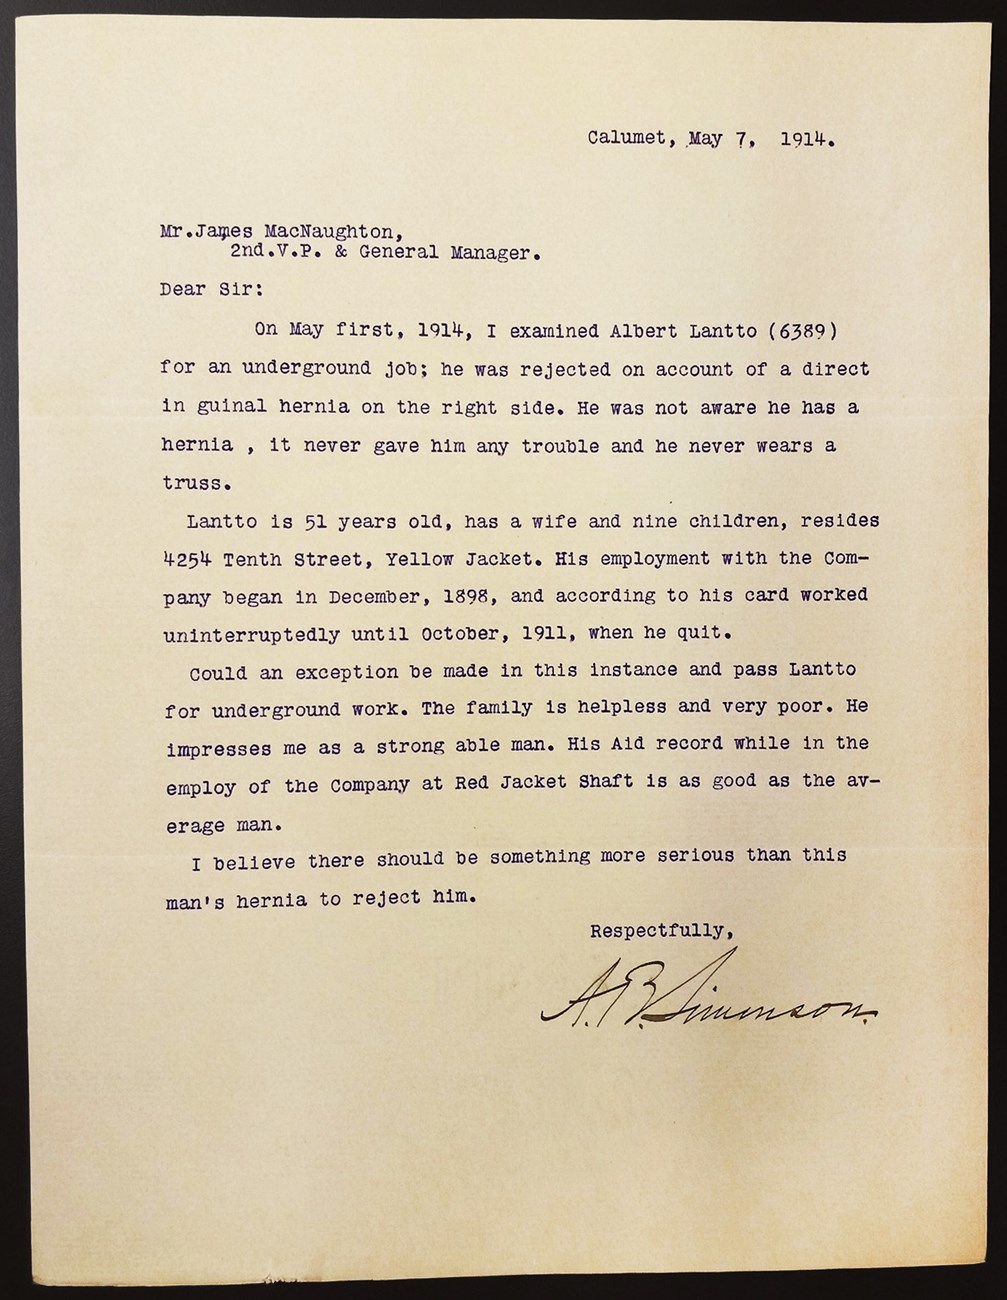 Calumet, May 7, 1914.
Mr.James MacNaughton,
2nd.V.P. & General Manager.
Dear Sir:
On May first, 1914, I examined Albert Lantto (6389)
for an underground job; he was rejected on account of a direct
in guinal hernia on the right side. He was not aware he has a
hernia , it never gave him any trouble and he never wears a
truss.
Lantto is 51 years old, has a wife and nine children, resides
4254 Tenth Street, Yellow Jacket. His employment with the Com-
pany began in December, 1898, and according to his card worked
uninterruptedly until October, 1911, when he quit.
Could an exception be made in this instance and pass Lantto
for underground work. The family is helpless and very poor. He
impresses me as a strong able man. His Aid record while in the
employ of the Company at Red Jacket Shaft is as good as the av-
erage man.
I believe there should be something more serious than this
man's hernia to reject him.
Respectfully,
A.B.Simonson.